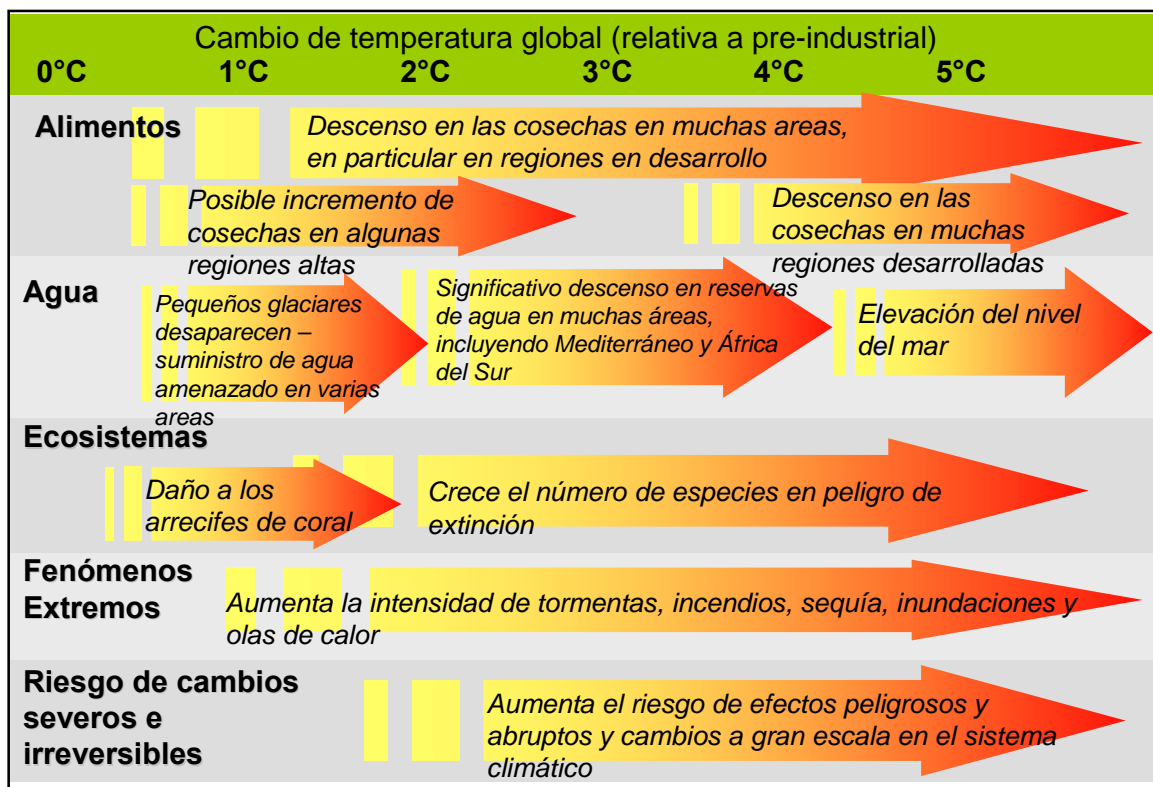 Cambio de temperatura global (relativa a pre-industrial)
0°C 1°C 2°C 3°C 4°C 5°C
Alimentos
Descenso en las cosechas en muchas areas,
en particular en regiones en desarrollo
Posible incremento de
cosechas en algunas
regiones altas
Descenso en las
cosechas en muchas
regiones desarrolladas
Agua
Pequeños glaciares
desaparecen –
suministro de agua
amenazado en varias
areas
Significativo descenso en reservas
de agua en muchas áreas,
incluyendo Mediterráneo y África
del Sur
Elevación del nivel
del mar
Ecosistemas
Daño a los
arrecifes de coral
Crece el número de especies en peligro de
extinción
Fenómenos
Extremos
Aumenta la intensidad de tormentas, incendios, sequía, inundaciones y
olas de calor
Riesgo de cambios
severos e
irreversibles
Aumenta el riesgo de efectos peligrosos y
abruptos y cambios a gran escala en el sistema
climático